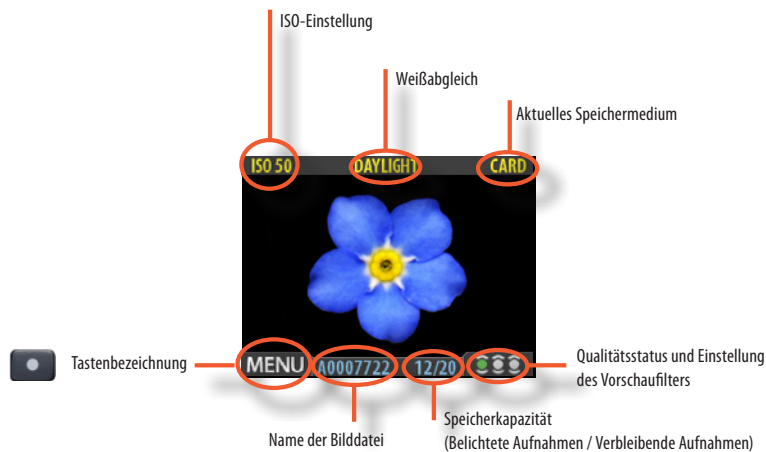 ISO-Einstellung
Weißabgleich
Aktuelles Speichermedium
ISO 50
DAYLIGHT
CARD
Tastenbezeichnung
MENU
A0007722
12/20
Qualitätsstatus und Einstellung
des Vorschaufilters
Name der Bilddatei
Speicherkapazität
(Belichtete Aufnahmen / Verbleibende Aufnahmen)